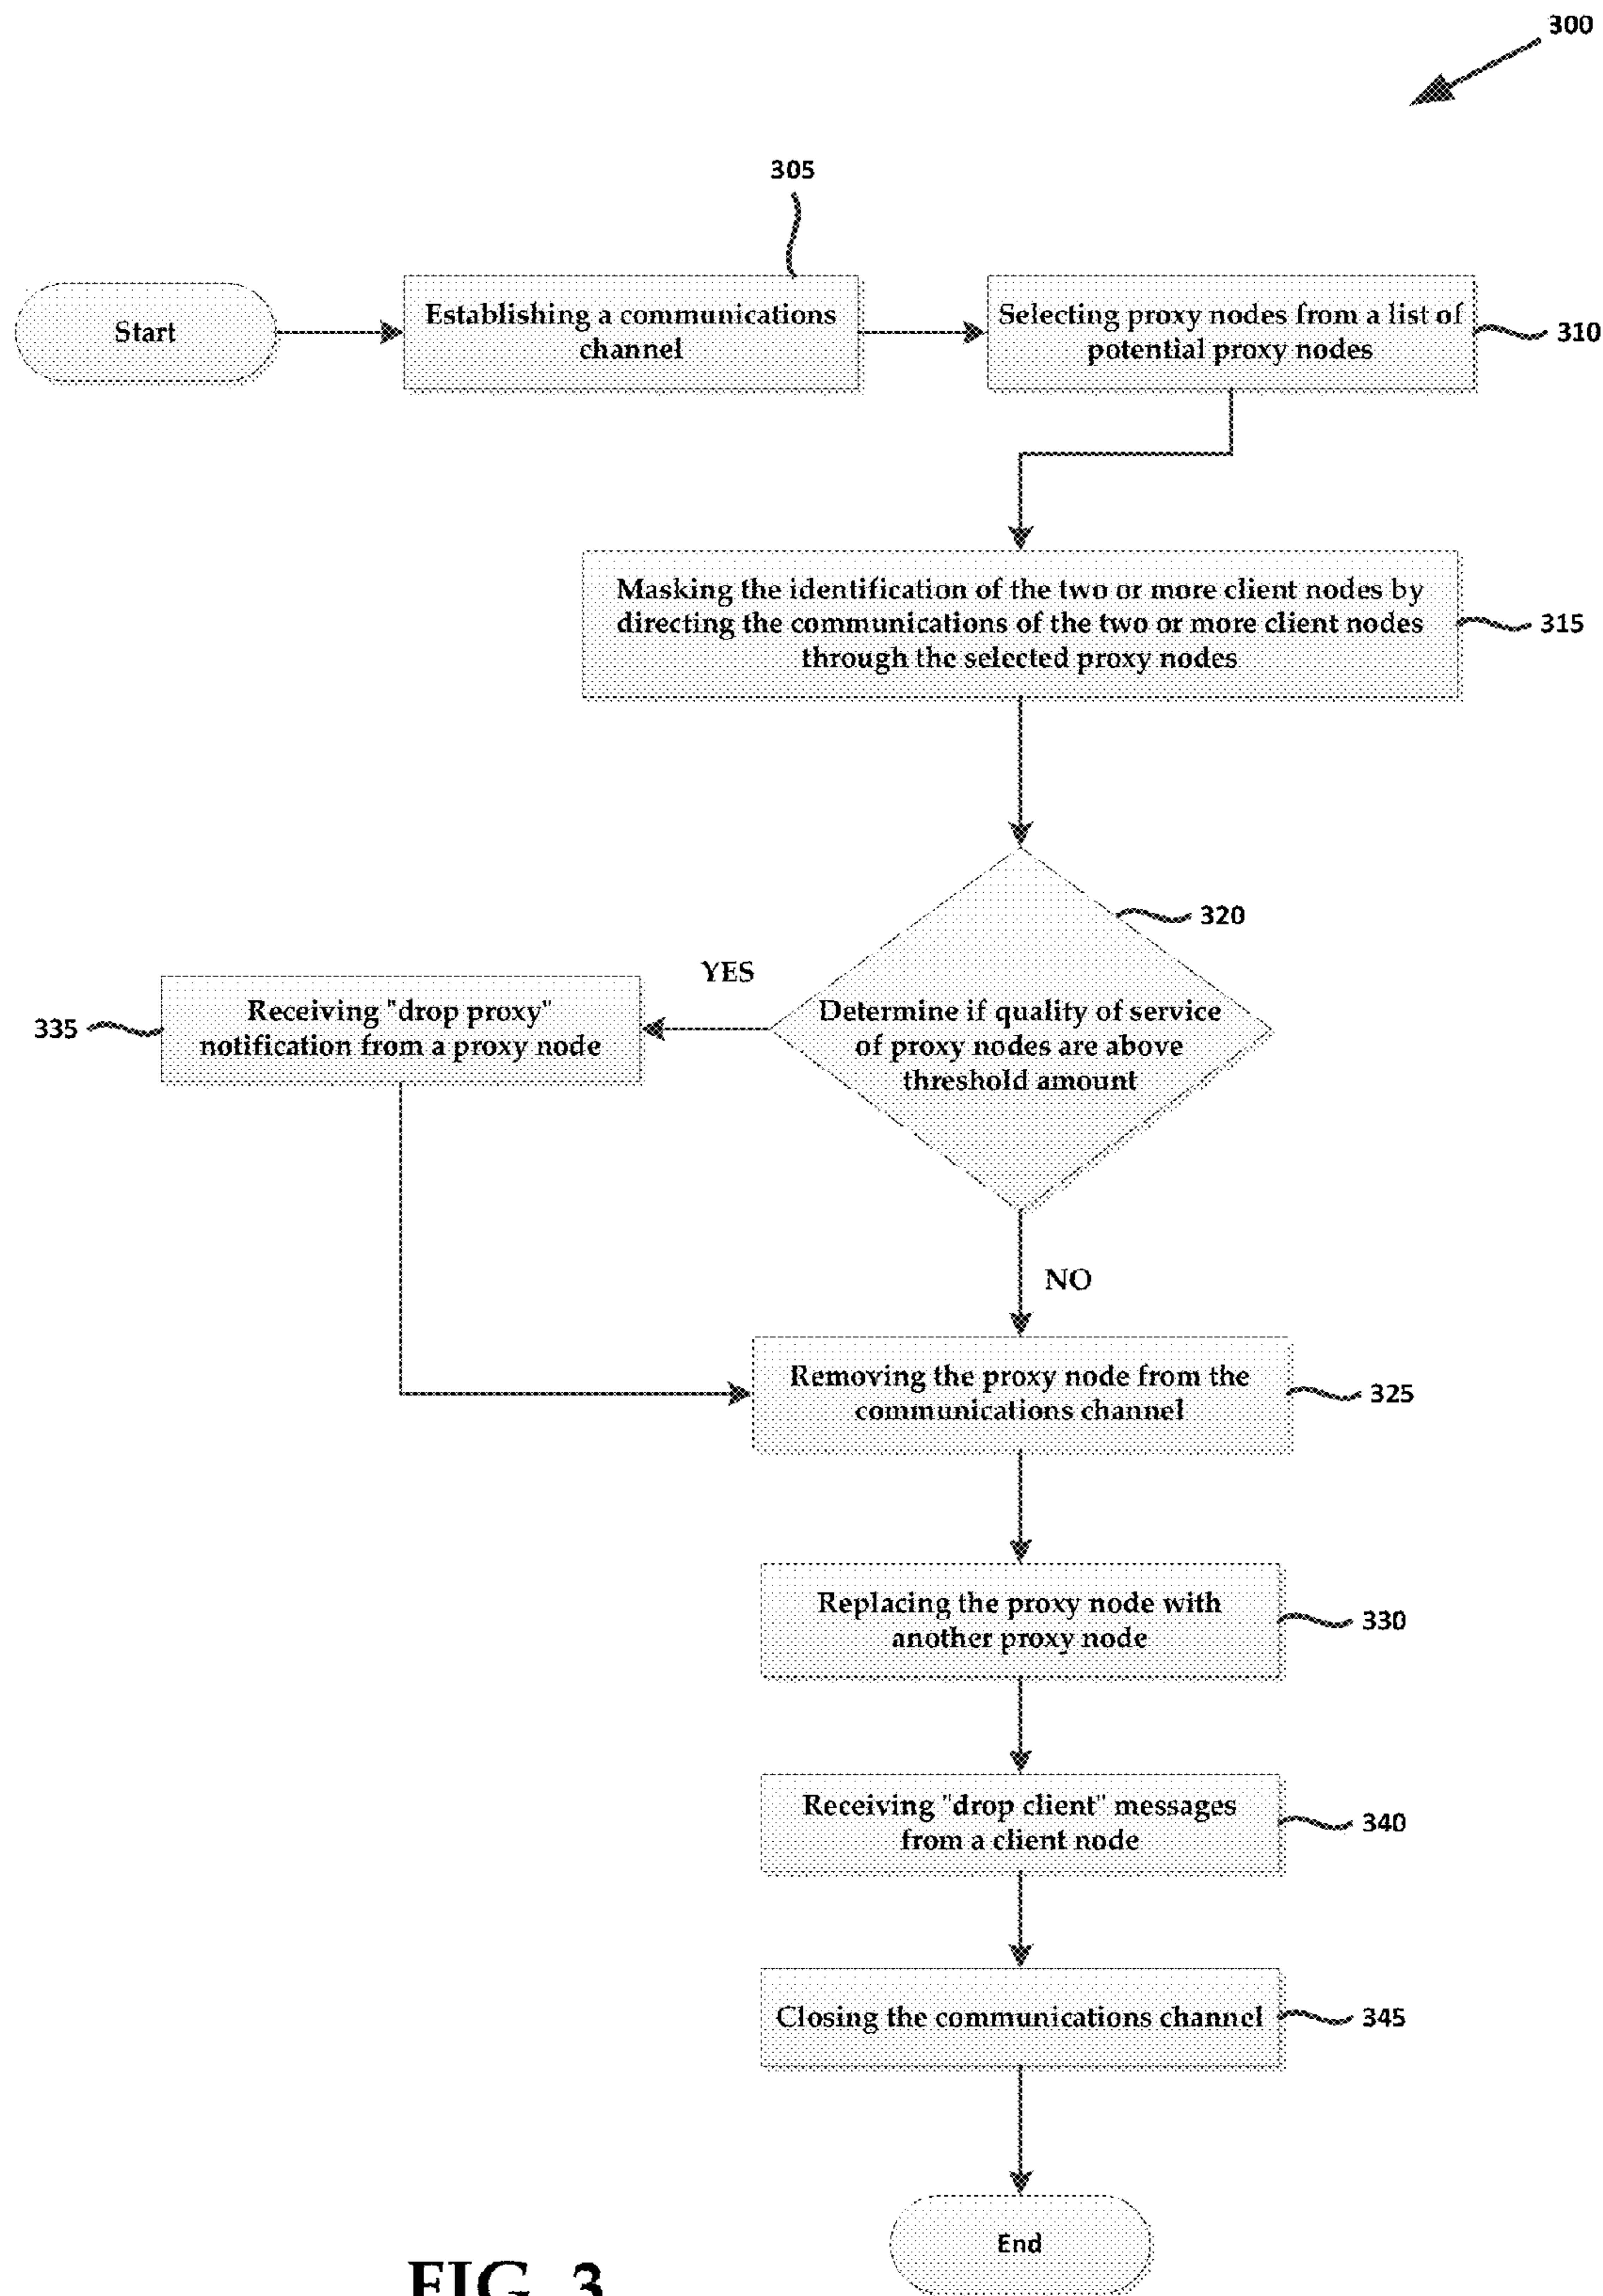 300
305
Start
Establishing a communications
channel
Selecting proxy nodes from a list of
potential proxy nodes
310
Masking the identification of the two or more client nodes by
directing the communications of the two or more client nodes
through the selected proxy nodes
315
320
YES
Determine if quality of service
of proxy nodes are above
threshold amount
Receiving "drop proxy"
notification from a proxy node
335
NO
Removing the proxy node from the
communications channel
325
Replacing the proxy node with
another proxy node
330
Receiving "drop client" messages
from a client node
340
Closing the communications channel
345
End
FIG. 3